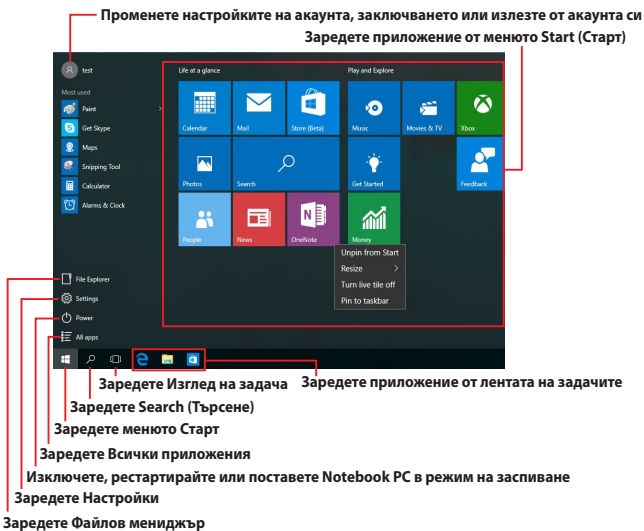 Променете настройките на акаунта, заключването или излезте от акаунта си
Заредете приложение от менюто Start (Старт)
test
Life at a glance
Play and Explore
Most used
Paint
Get Skype
Maps
Snipping Tool
Calculator
Alarms & Clock
Calendar
Mail
Store (Beta)
Music
Movies & TV
Xbox
Photos
Search
Get Started
Feedback
People
News
OneNote
Money
Unpin from Start
Resize
Turn live tile off
Pin to taskbar
File Explorer
Settings
Power
All apps
Заредете Изглед на задача
Заредете приложение от лентата на задачите
Заредете Search (Търсене)
Заредете менюто Старт
Заредете Всички приложения
Изключете, рестартирайте или поставете Notebook PC в режим на заспиване
Заредете Настройки
Заредете Файлов мениджър